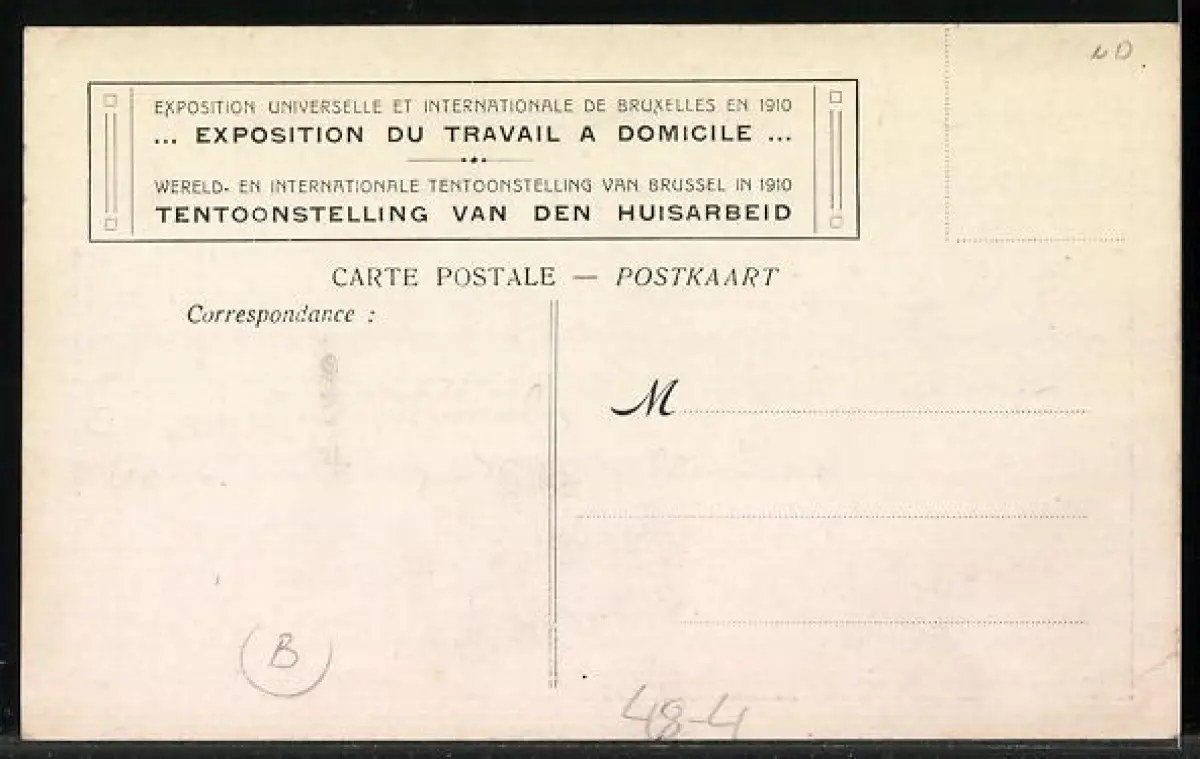 ND.
EXPOSITION UNIVERSELLE ET INTERNATIONALE DE BRUXELLES EN 1910
... EXPOSITION DU TRAVAIL A DOMICILE ...
WERELD- EN INTERNATIONALE TENTOONSTELLING VAN BRUSSEL IN 1910
TENTOONSTELLING VAN DEN HUISARBEID
CARTE POSTALE — POSTKAART
Correspondance :
M
B
48-4